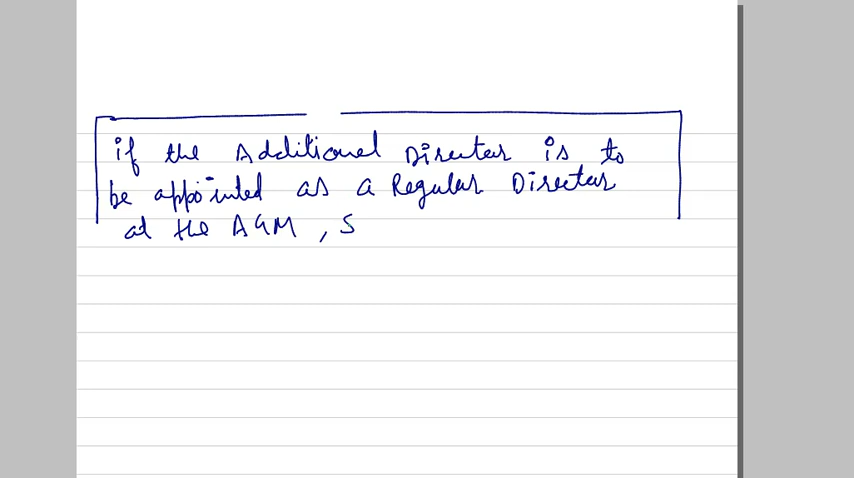 if the Additional Director is to
be appointed as a Regular Director
at the AGM, S